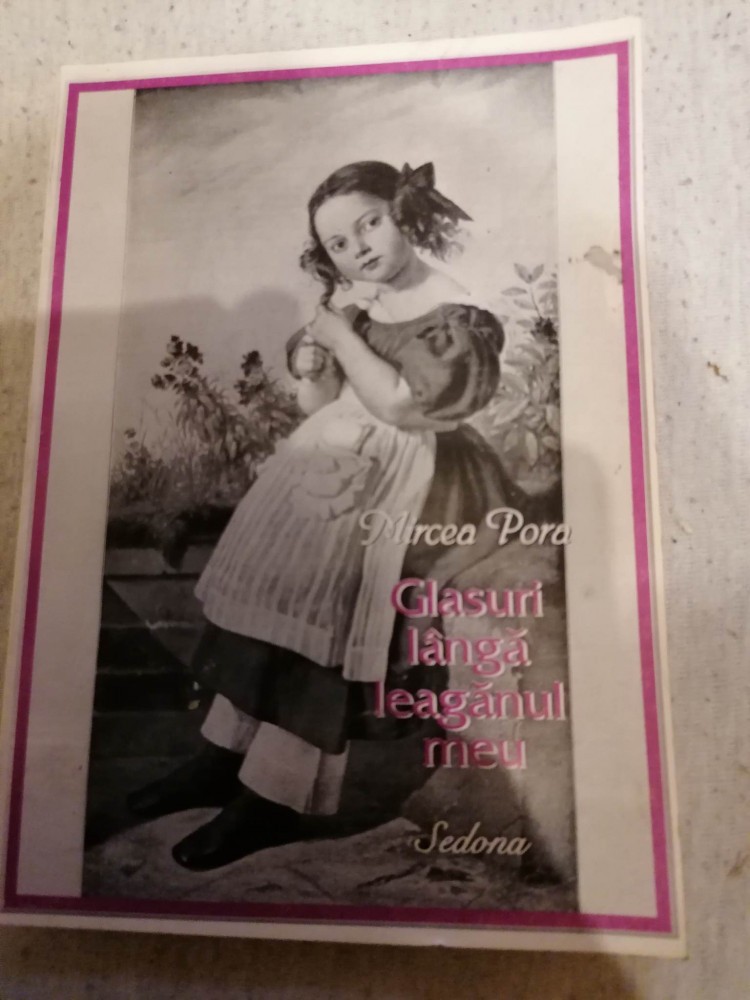 Mircea Pora
Glasuri
lângă
leagănul
meu
Sedona